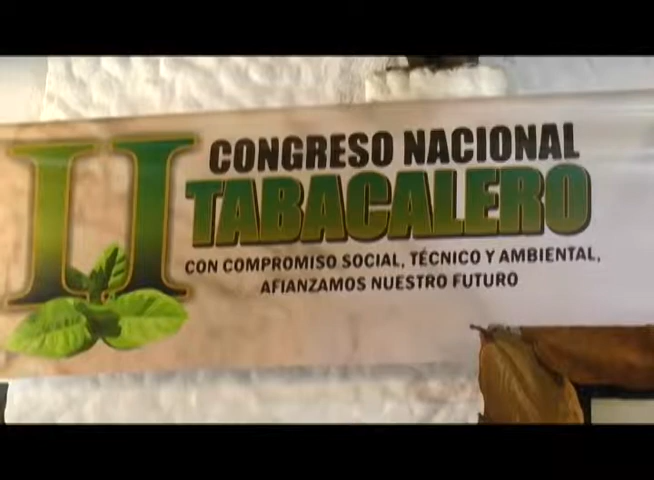 II
CONGRESO NACIONAL
TABACALERO
CON COMPROMISO SOCIAL, TÉCNICO Y AMBIENTAL,
AFIANZAMOS NUESTRO FUTURO